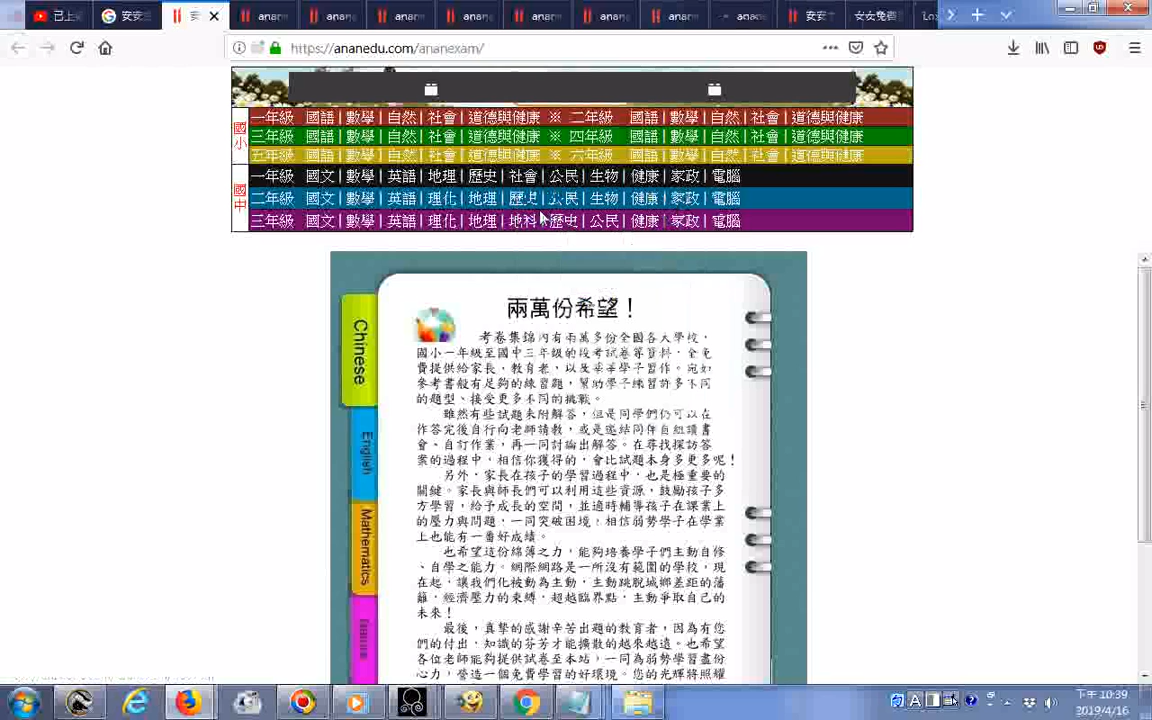 已上
安安
安
anane
anane
anane
anane
anane
anane
anane
anaed
安安
女女免費
https://ananedu.com/ananexam/
國小
一年級 國語 | 數學 | 自然 | 社會 | 道德與健康 ※ 二年級 國語 | 數學 | 自然 | 社會 | 道德與健康
三年級 國語 | 數學 | 自然 | 社會 | 道德與健康 ※ 四年級 國語 | 數學 | 自然 | 社會 | 道德與健康
五年級 國語 | 數學 | 自然 | 社會 | 道德與健康 ※ 六年級 國語 | 數學 | 自然 | 社會 | 道德與健康
國中
一年級 國文 | 數學 | 英語 | 地理 | 歷史 | 社會 | 公民 | 生物 | 健康 | 家政 | 電腦
二年級 國文 | 數學 | 英語 | 理化 | 地理 | 歷史 | 公民 | 生物 | 健康 | 家政 | 電腦
三年級 國文 | 數學 | 英語 | 理化 | 地理 | 地科 歷史 | 公民 | 健康 | 家政 | 電腦
Chinese
English
Mathematics
兩萬份希望！
考卷集錦內有兩萬多份全國各大學校，
國小一年級至國中三年級的段考試卷等資料，全免
費提供給家長、教育者，以及莘莘學子習作。宛如
參考書般有足夠的練習題，幫助學子練習許多不同
的題型、接受更多不同的挑戰。
雖然有些試題未附解答，但是同學們仍可以在
作答完後自行向老師請教，或是邀結同伴自組讀書
會、自訂作業，再一同討論出解答。在尋找探訪答
案的過程中，相信你獲得的，會比試題本身多更多呢！
另外，家長在孩子的學習過程中，也是極重要的
關鍵。家長與師長們可以利用這些資源，鼓勵孩子多
方學習，給予成長的空間，並適時輔導孩子在課業上
的壓力與問題，一同突破困境，相信弱勢學子在學業
上也能有一番好成績。
也希望這份綿薄之力，能夠培養學子們主動自修
、自學之能力。網際網路是一所沒有範圍的學校，現
在起，讓我們化被動為主動，主動跳脫城鄉差距的藩
籬，經濟壓力的束縛，超越臨界點，主動爭取自己的
未來！
最後，真摯的感謝辛苦出題的教育者，因為有您
們的付出，知識的芬芳才能擴散的越來越遠。也希望
各位老師能夠提供試卷至本站，一同為弱勢學習盡份
心力，營造一個免費學習的好環境。您的光輝將照耀
下午 10:39
2019/4/16